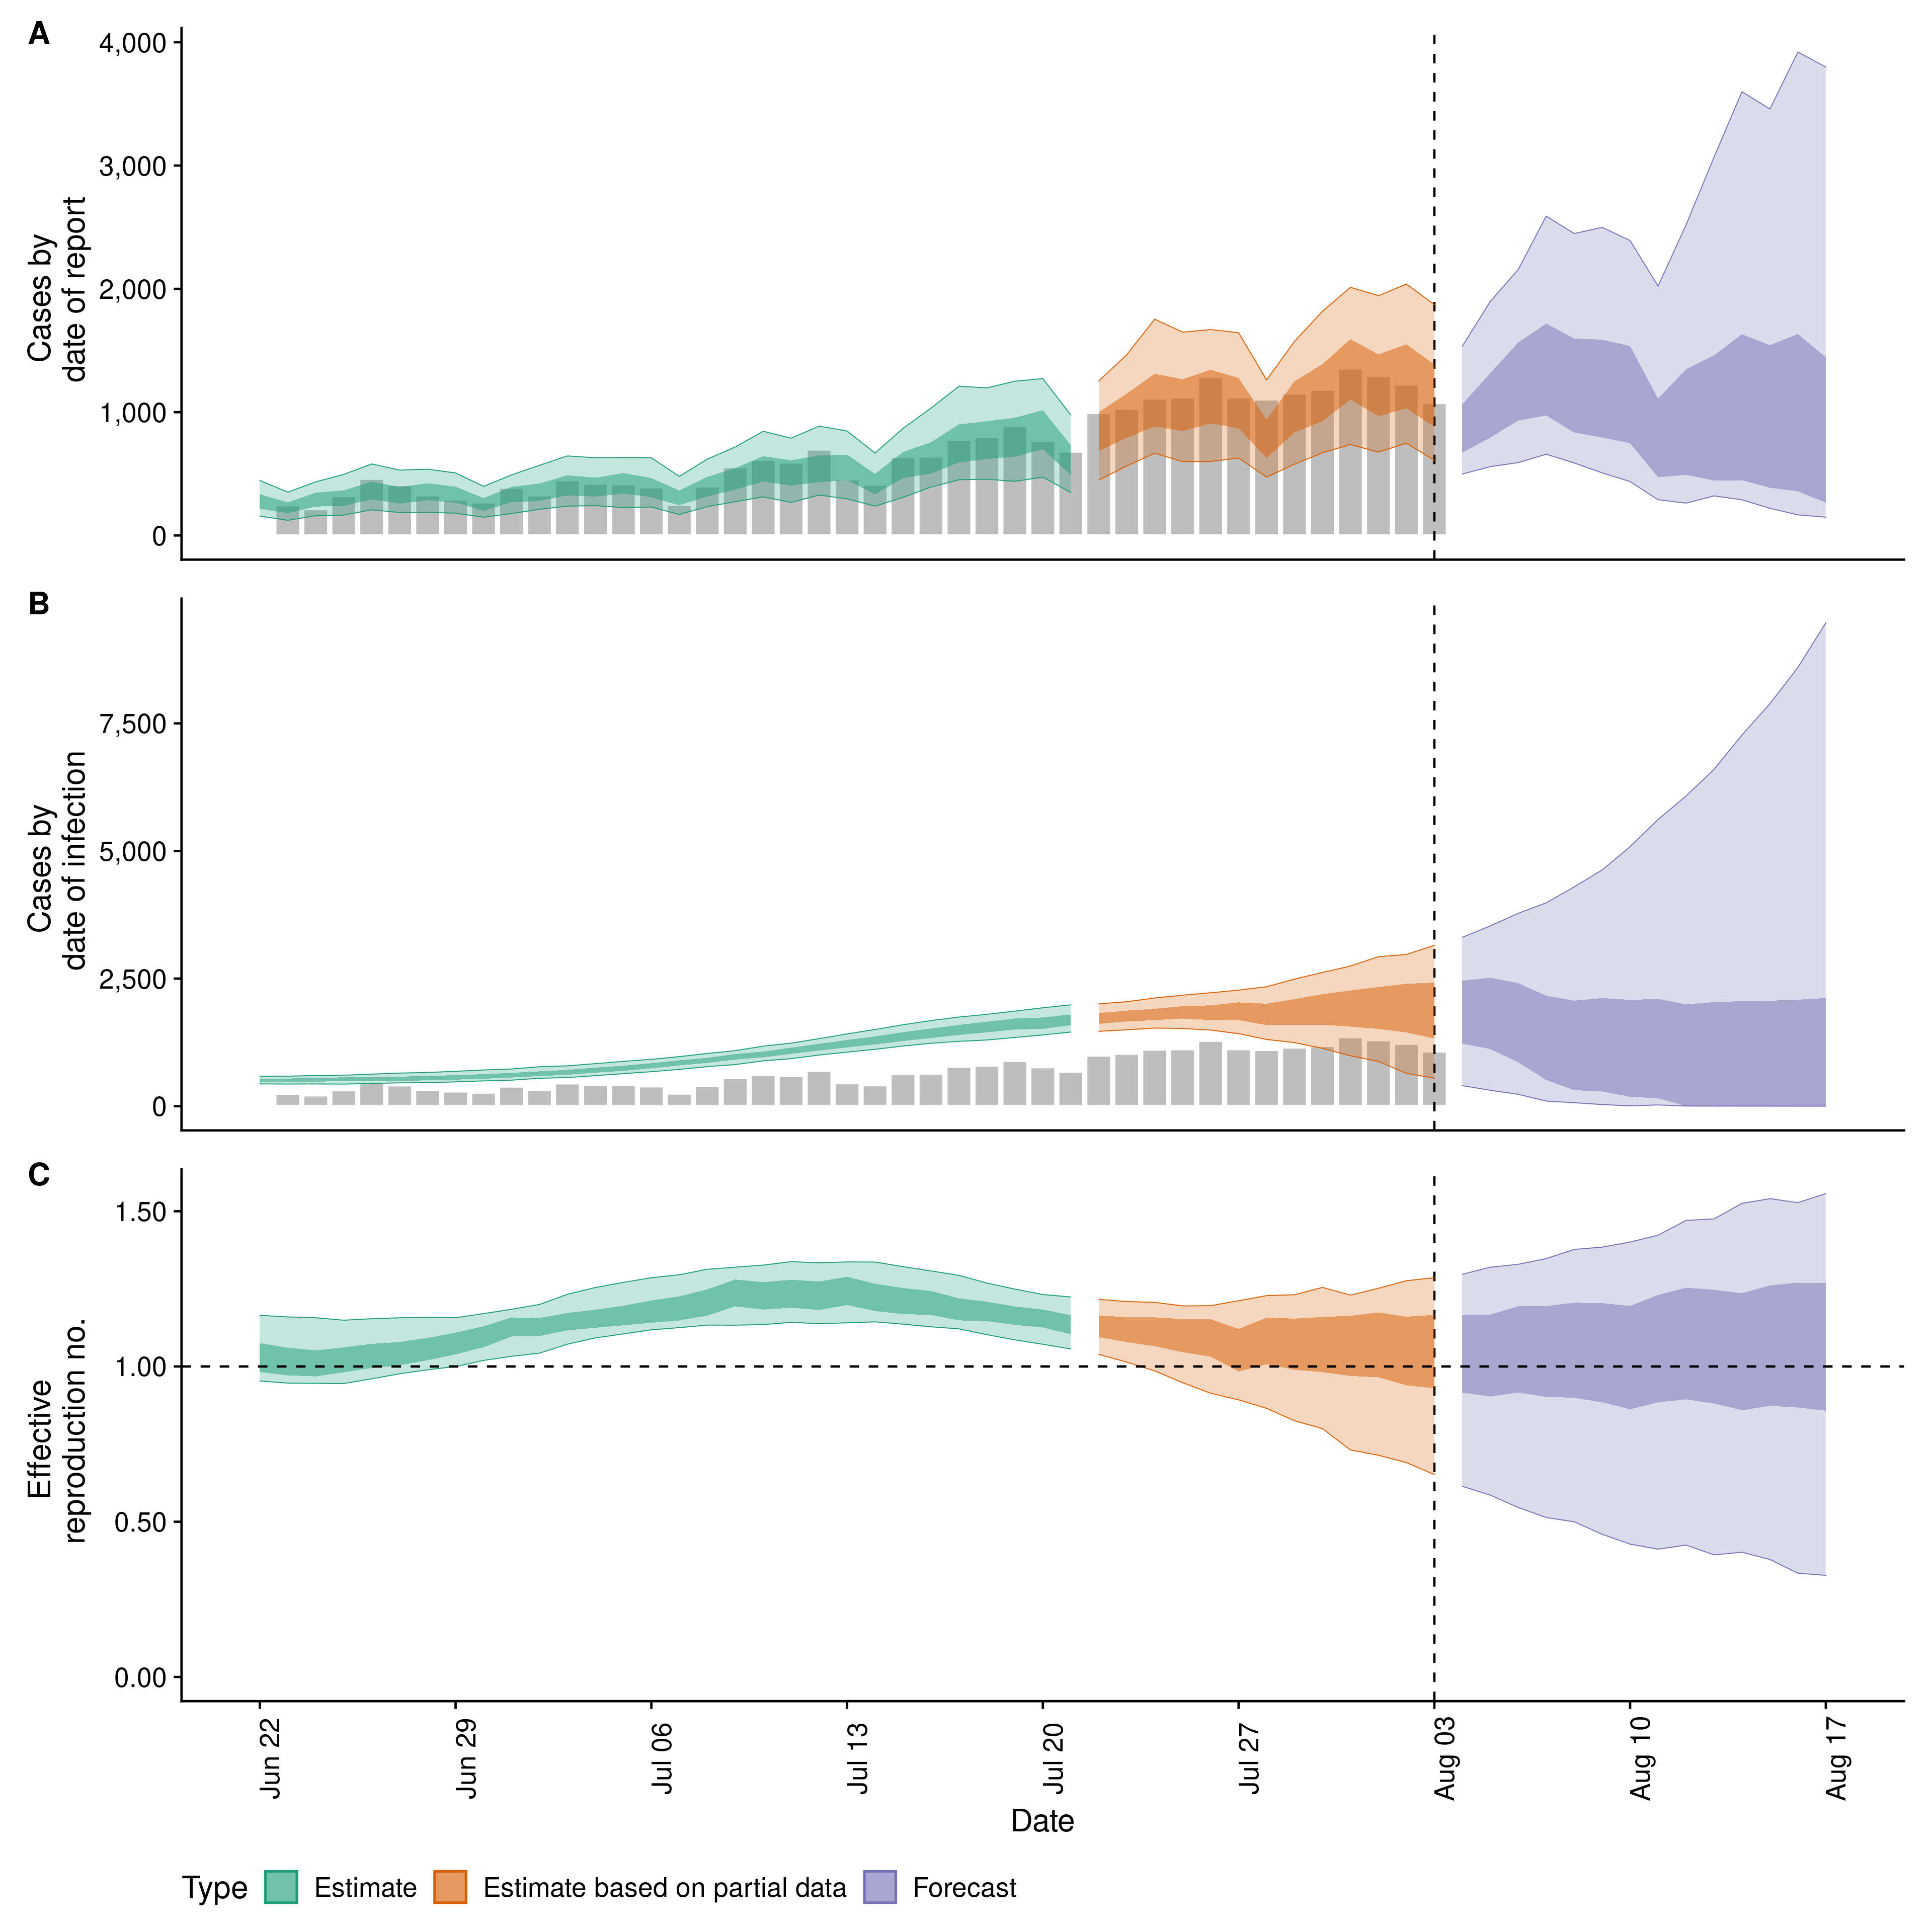 A
4,000
3,000
2,000
1,000
0
Cases by
date of report
B
7,500
5,000
2,500
0
Cases by
date of infection
C
1.50
1.00
0.50
0.00
Effective
reproduction no.
Jun 22
Jun 29
Jul 06
Jul 13
Jul 20
Jul 27
Aug 03
Aug 10
Aug 17
Date
Type Estimate Estimate based on partial data Forecast